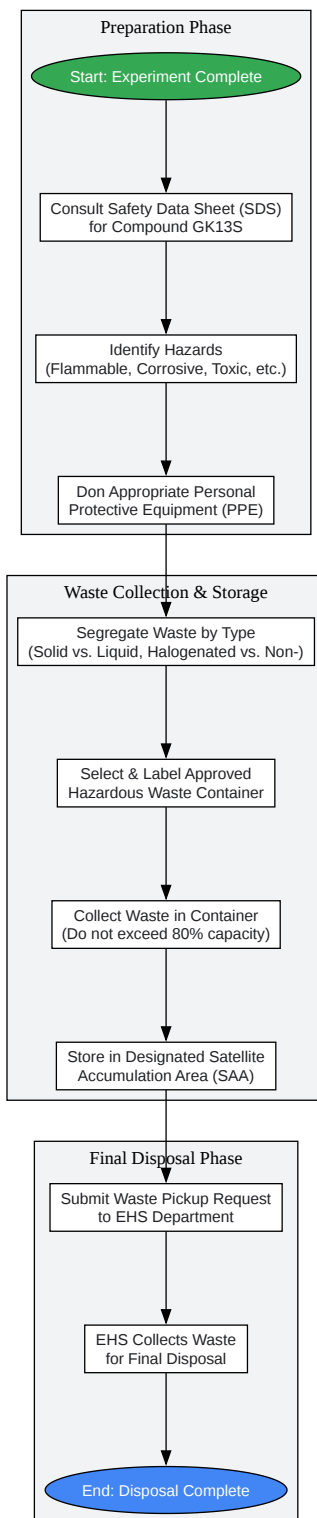 Preparation Phase
Start: Experiment Complete
Consult Safety Data Sheet (SDS)
for Compound GK13S
Identify Hazards
(Flammable, Corrosive, Toxic, etc.)
Don Appropriate Personal
Protective Equipment (PPE)
Waste Collection & Storage
Segregate Waste by Type
(Solid vs. Liquid, Halogenated vs. Non-)
Select & Label Approved
Hazardous Waste Container
Collect Waste in Container
(Do not exceed 80% capacity)
Store in Designated Satellite
Accumulation Area (SAA)
Final Disposal Phase
Submit Waste Pickup Request
to EHS Department
EHS Collects Waste
for Final Disposal
End: Disposal Complete